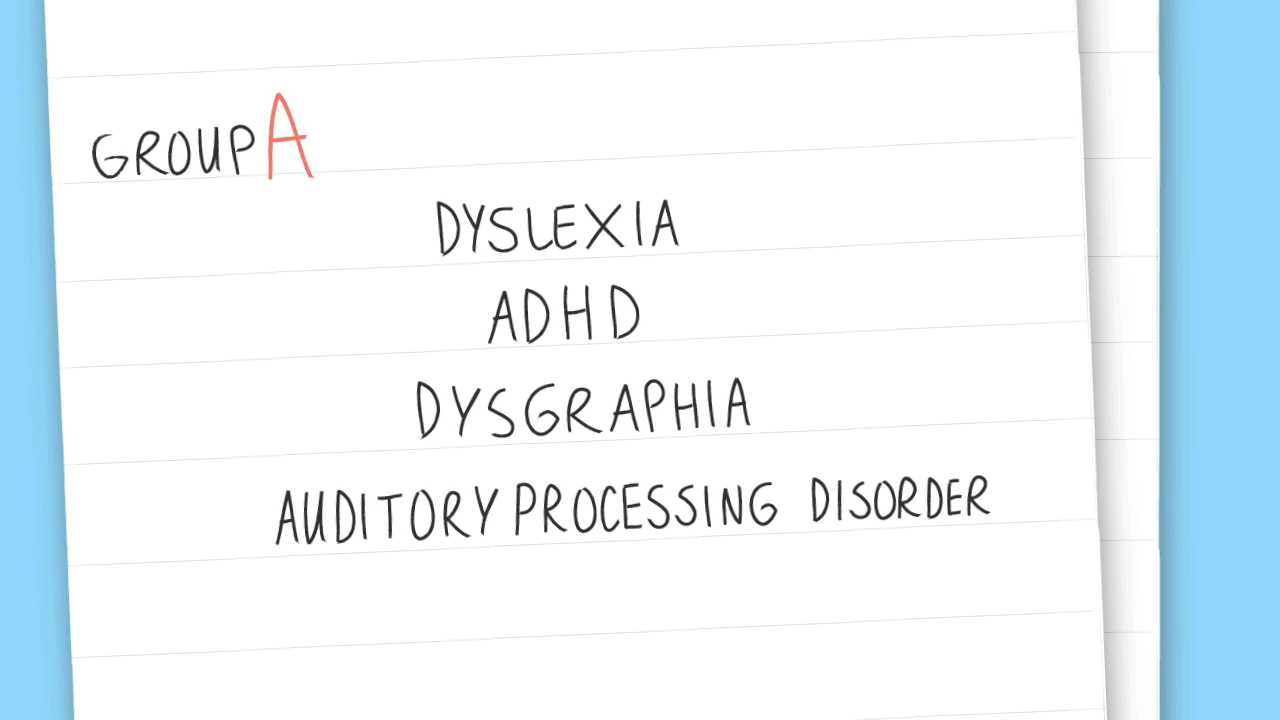 GROUP A
DYSLEXIA
ADHD
DYSGRAPHIA
AUDITORY PROCESSING DISORDER